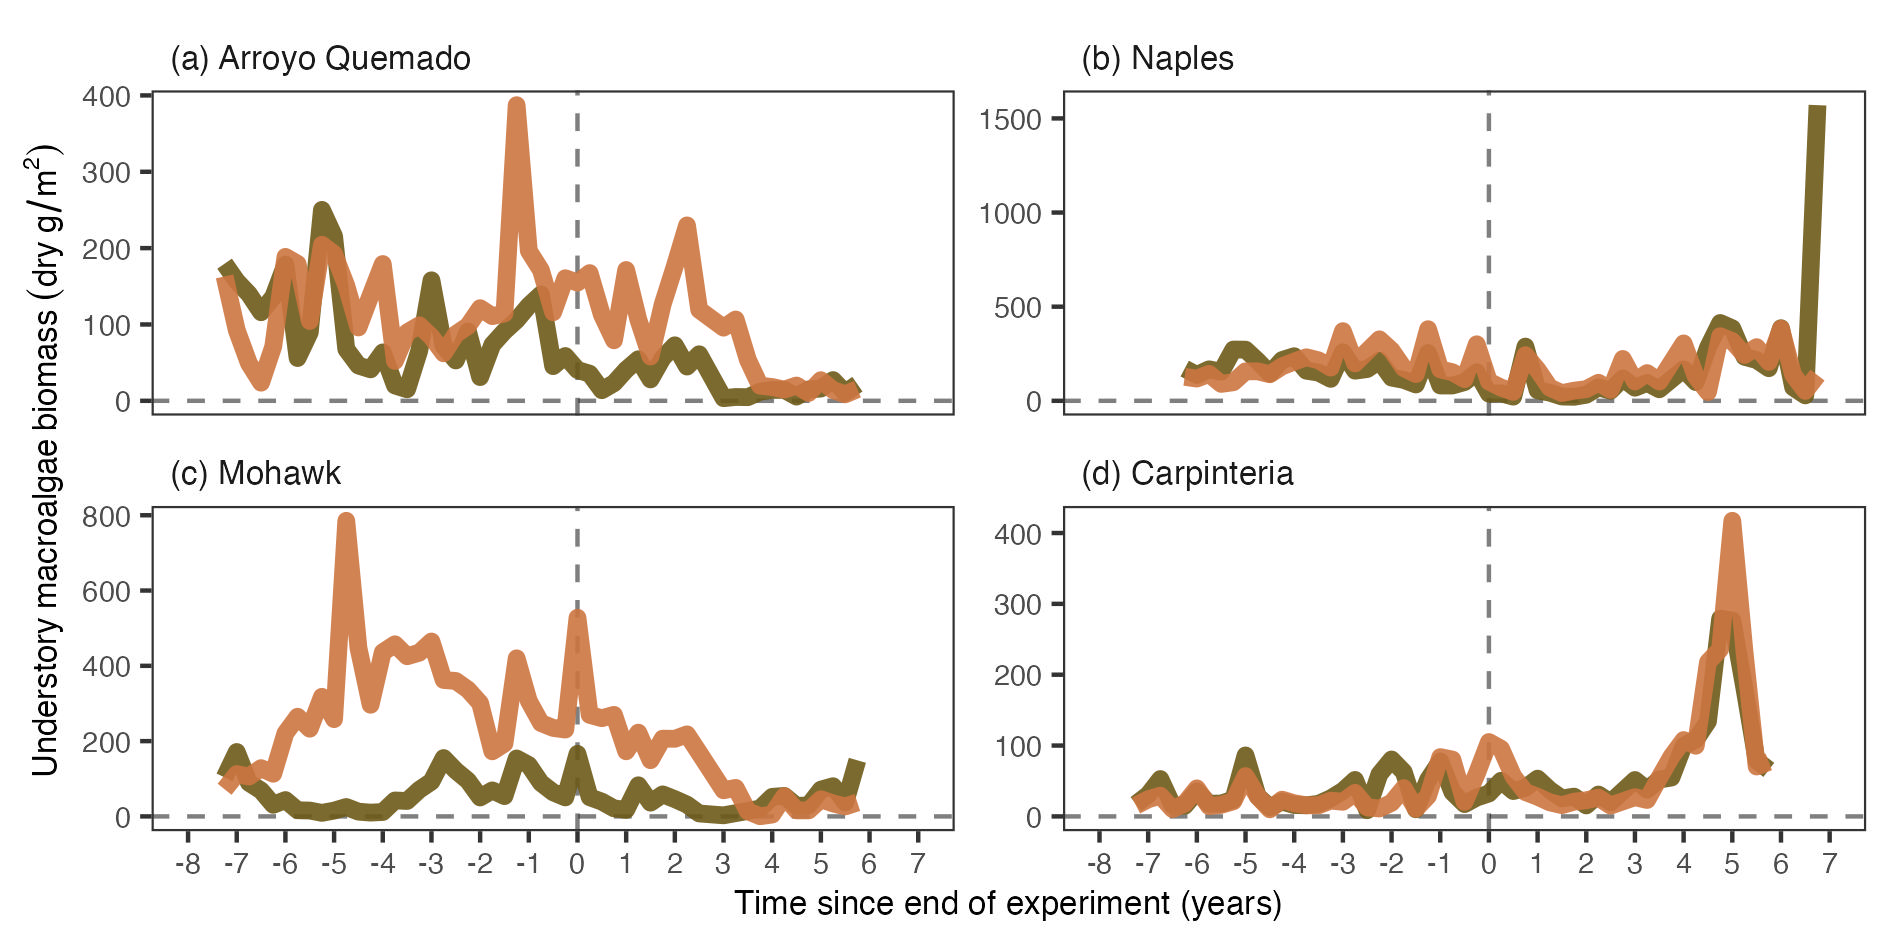 (a) Arroyo Quemado
400
300
200
100
0
(b) Naples
1500
1000
500
0
Understory macroalgae biomass (dry g/m²)
(c) Mohawk
800
600
400
200
0
-8 -7 -6 -5 -4 -3 -2 -1 0 1 2 3 4 5 6 7
(d) Carpinteria
400
300
200
100
0
-8 -7 -6 -5 -4 -3 -2 -1 0 1 2 3 4 5 6 7
Time since end of experiment (years)